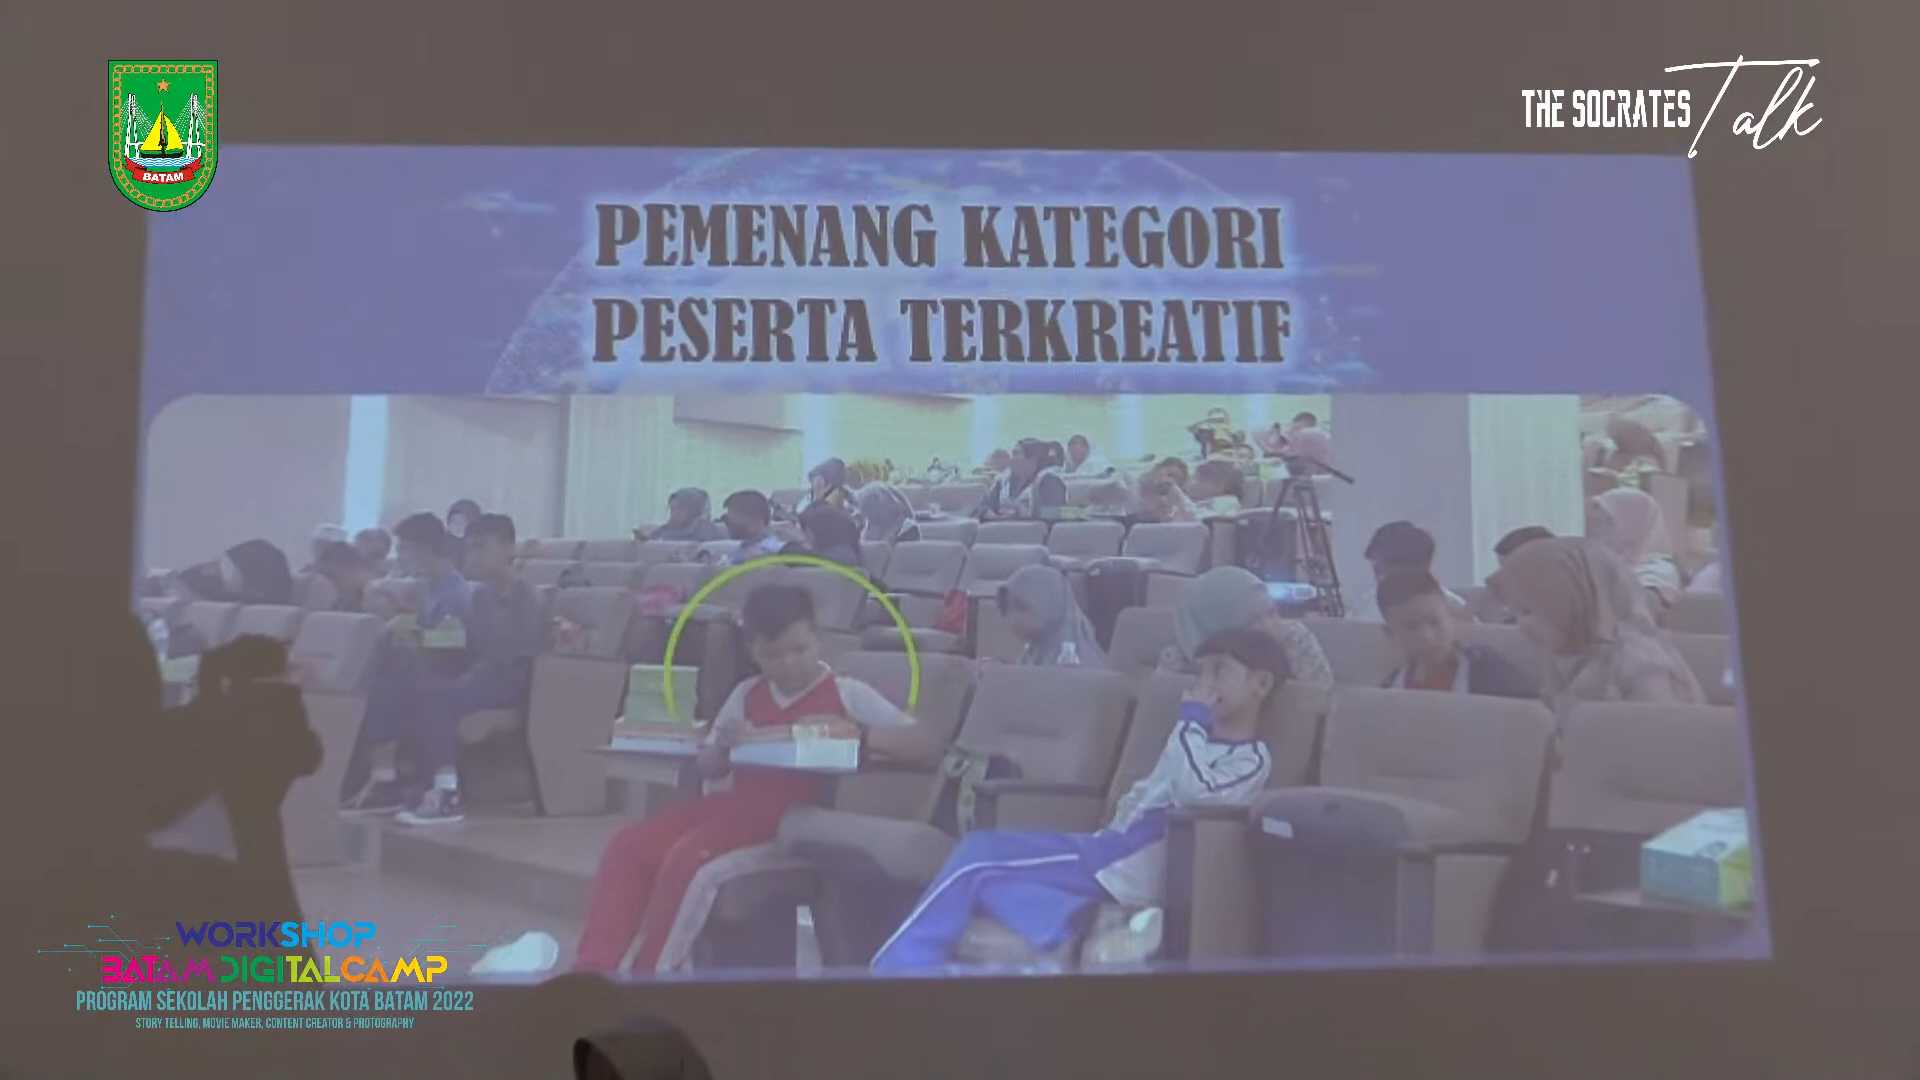 BATAM
THE SOCRATES Talk
PEMENANG KATEGORI
PESERTA TERKREATIF
WORKSHOP
BATAM DIGITALCAMP
PROGRAM SEKOLAH PENGGERAK KOTA BATAM 2022
STORY TELLING, MOVIE MAKER, CONTENT CREATOR & PHOTOGRAPHY